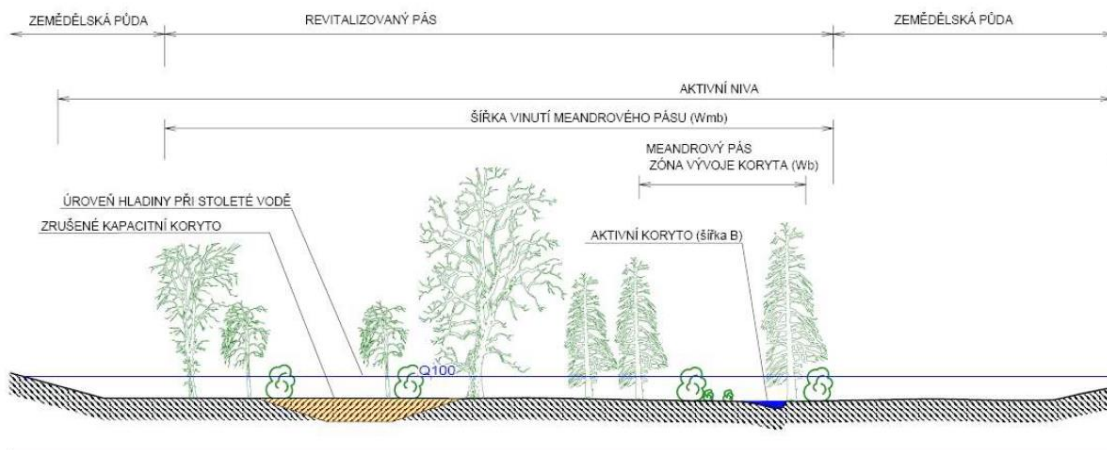 ZEMĚDĚLSKÁ PŮDA
REVITALIZOVANÝ PÁS
ZEMĚDĚLSKÁ PŮDA
AKTIVNÍ NIVA
ŠÍŘKA VINUTÍ MEANDROVÉHO PÁSU (Wmb)
MEANDROVÝ PÁS
ZÓNA VÝVOJE KORYTA (Wb)
ÚROVEŇ HLADINY PŘI STOLETÉ VODĚ
ZRUŠENÉ KAPACITNÍ KORYTO
AKTIVNÍ KORYTO (šířka B)
Q100